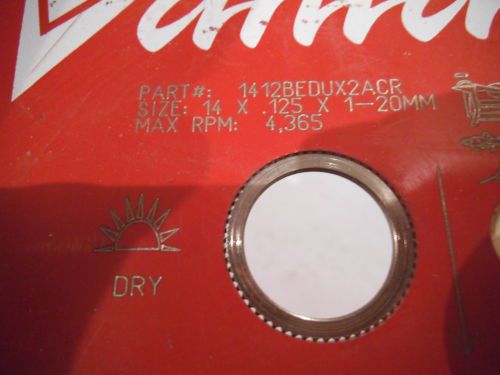 PART#: 1412BEDUX2ACR
SIZE: 14 X .125 X 1-20MM
MAX RPM: 4,365
DRY